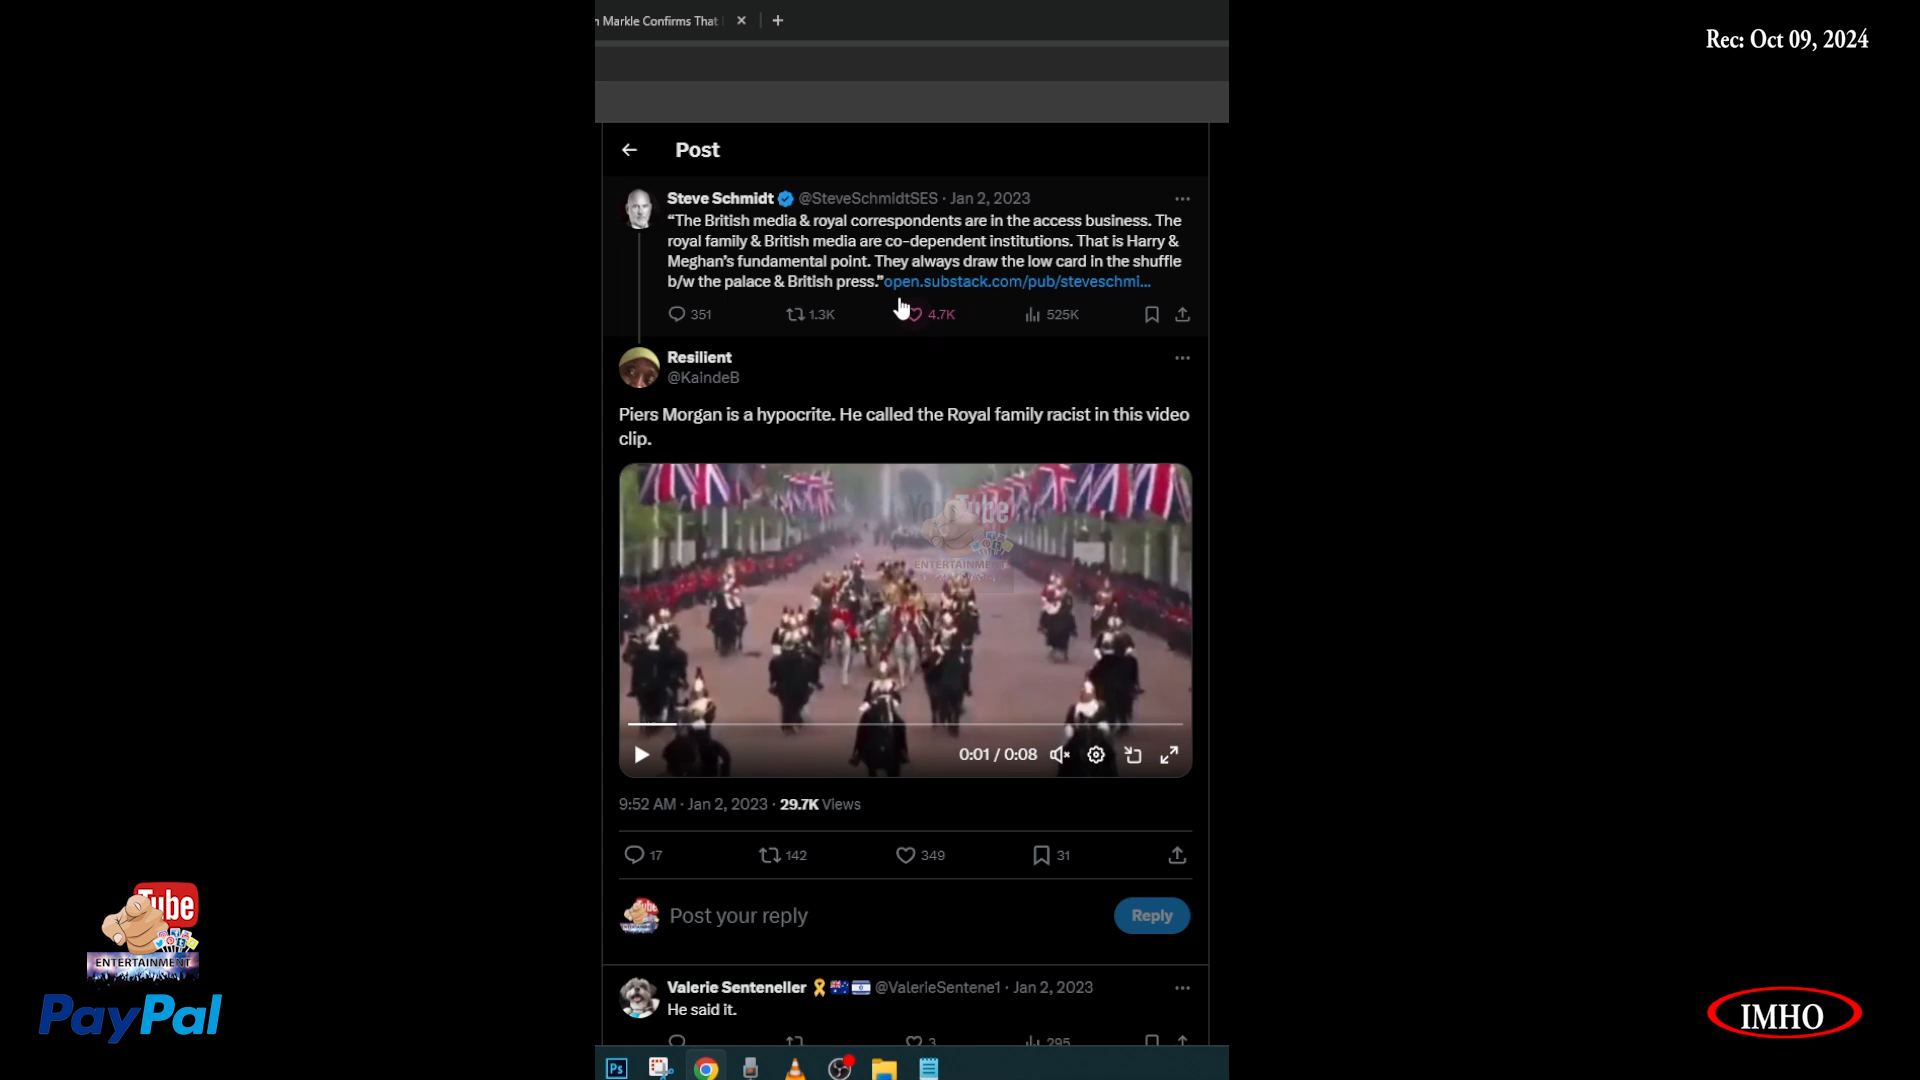 n Markle Confirms That
Rec: Oct 09, 2024
Post
Steve Schmidt @SteveSchmidtSES · Jan 2, 2023
“The British media & royal correspondents are in the access business. The
royal family & British media are co-dependent institutions. That is Harry &
Meghan’s fundamental point. They always draw the low card in the shuffle
b/w the palace & British press.”open.substack.com/pub/steveschmi...
351 1.3K 4.7K 525K
Resilient
@KaindeB
Piers Morgan is a hypocrite. He called the Royal family racist in this video
clip.
YouTube
ENTERTAINMENT
0:01 / 0:08
9:52 AM · Jan 2, 2023 · 29.7K Views
17 142 349 31
Post your reply
Reply
Valerie Senteneller @ValerieSentene1 · Jan 2, 2023
He said it.
3 295
Tube
ENTERTAINMENT
PayPal
IMHO
Ps